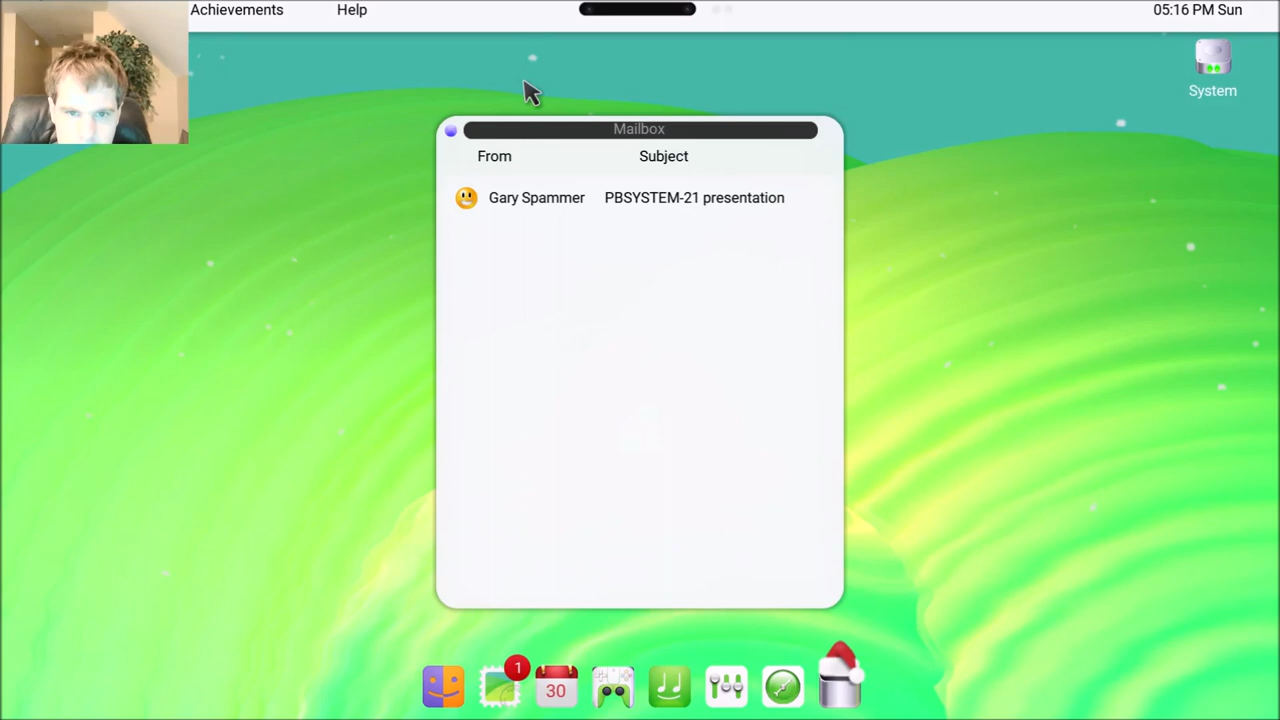 Achievements Help 05:16 PM Sun
System
Mailbox
From Subject
Gary Spammer PBSYSTEM-21 presentation
1
30